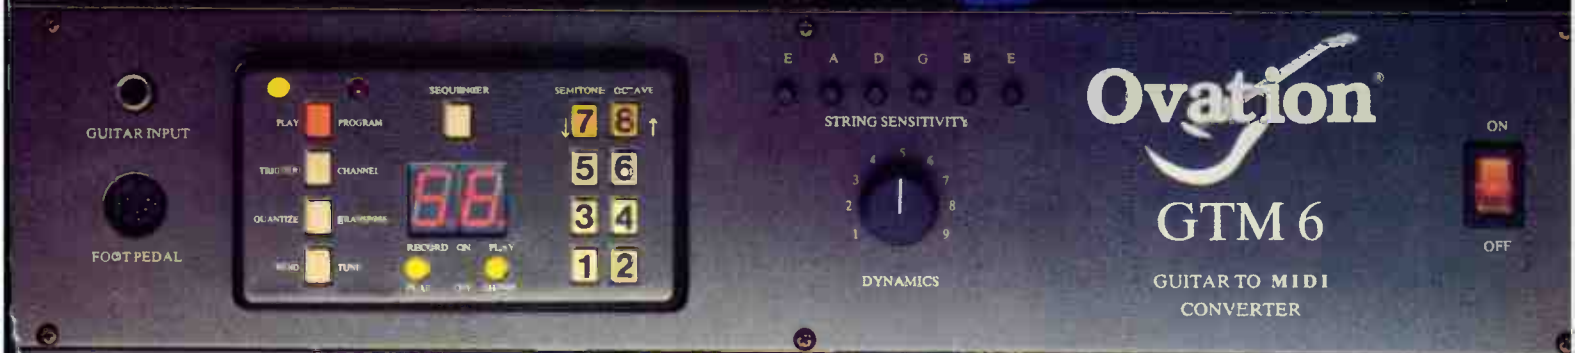 GUITAR INPUT
FOOT PEDAL
PLAY PROGRAM
CHANNEL
QUANTIZE
TUNE
SEQUENCER
56.
RECORD ON PLAY
SEMITONE OCTAVE
↓ 7 8 ↑
5 6
3 4
1 2
E A D G B E
STRING SENSITIVITY
1 2 3 4 5 6 7 8 9
DYNAMICS
Ovation®
GTM 6
GUITAR TO MIDI
CONVERTER
ON
OFF